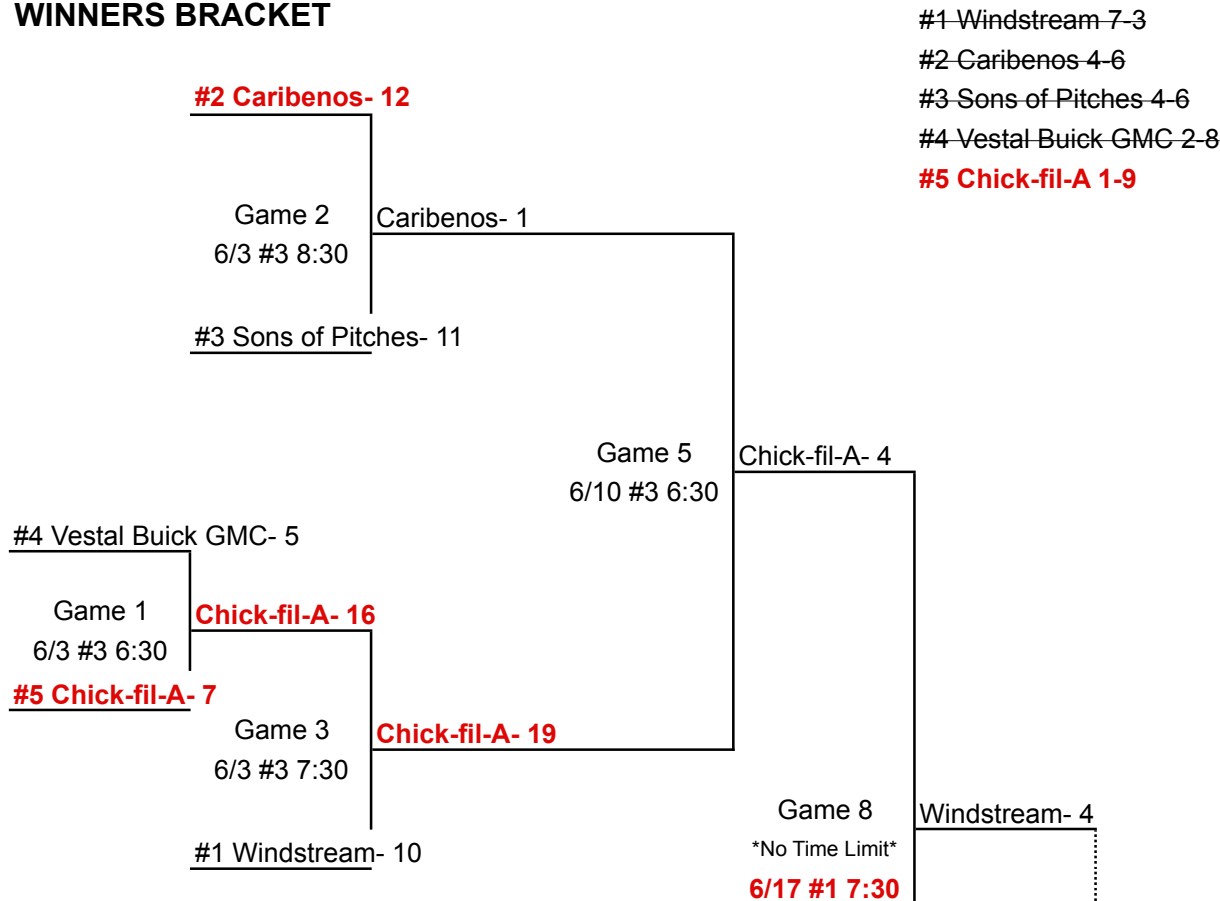 WINNERS BRACKET
#1 Windstream 7-3
#2 Caribenos 4-6
#3 Sons of Pitches 4-6
#4 Vestal Buick GMC 2-8
#5 Chick-fil-A 1-9
#2 Caribenos- 12
Game 2
6/3 #3 8:30
Caribenos- 1
#3 Sons of Pitches- 11
Game 5
6/10 #3 6:30
Chick-fil-A- 4
#4 Vestal Buick GMC- 5
Game 1
6/3 #3 6:30
Chick-fil-A- 16
#5 Chick-fil-A- 7
Game 3
6/3 #3 7:30
Chick-fil-A- 19
#1 Windstream- 10
Game 8
*No Time Limit*
6/17 #1 7:30
Windstream- 4